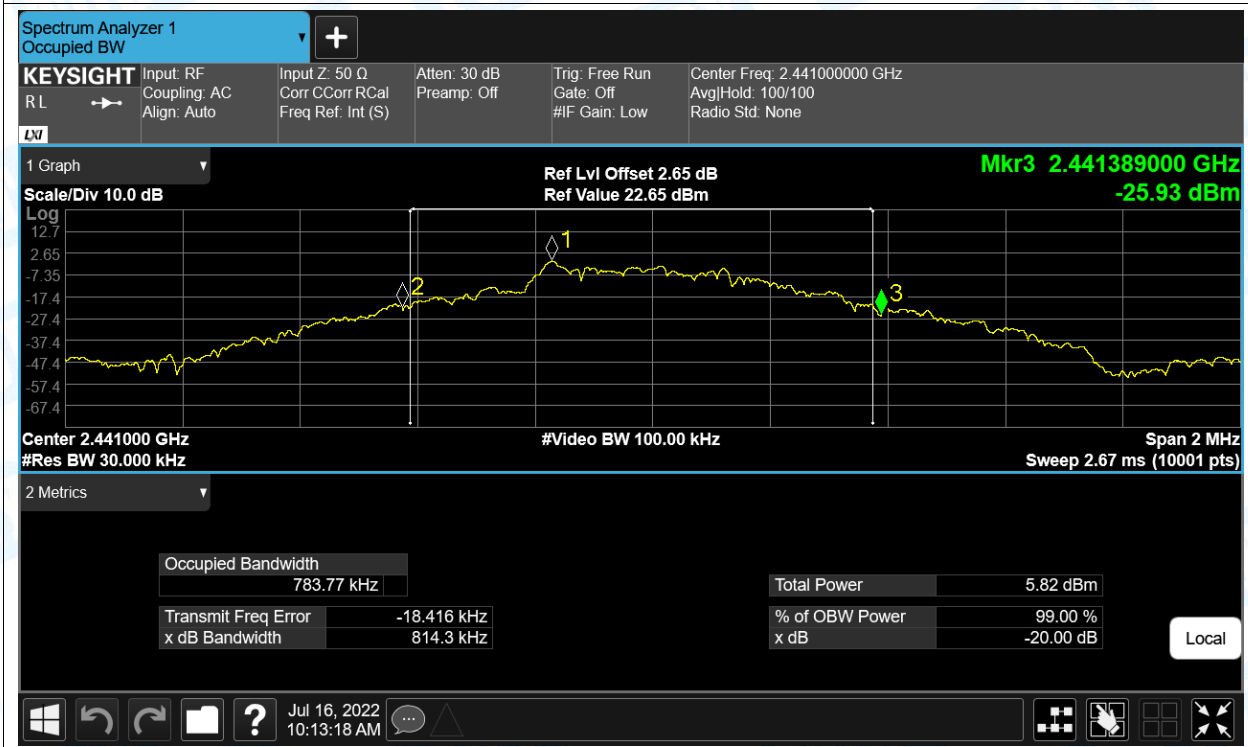 Spectrum Analyzer 1
Occupied BW
KEYSIGHT
R L
LXI
Input: RF
Coupling: AC
Align: Auto
Input Z: 50 Ω
Corr CCorr RCal
Freq Ref: Int (S)
Atten: 30 dB
Preamp: Off
Trig: Free Run
Gate: Off
#IF Gain: Low
Center Freq: 2.441000000 GHz
Avg|Hold: 100/100
Radio Std: None
1 Graph
Scale/Div 10.0 dB
Ref Lvl Offset 2.65 dB
Ref Value 22.65 dBm
Mkr3 2.441389000 GHz
-25.93 dBm
Log
12.7
2.65
-7.35
-17.4
-27.4
-37.4
-47.4
-57.4
-67.4
1
2
3
Center 2.441000 GHz
#Video BW 100.00 kHz
Span 2 MHz
#Res BW 30.000 kHz
Sweep 2.67 ms (10001 pts)
2 Metrics
Occupied Bandwidth
783.77 kHz
Total Power 5.82 dBm
Transmit Freq Error -18.416 kHz
% of OBW Power 99.00 %
x dB Bandwidth 814.3 kHz
x dB -20.00 dB
Local
?
Jul 16, 2022
10:13:18 AM